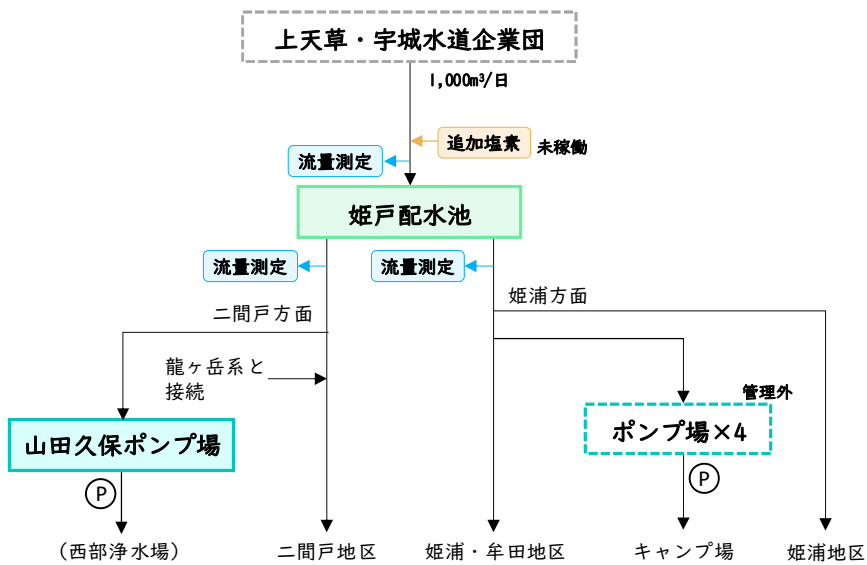 上天草・宇城水道企業団
1,000m³/日
追加塩素
未稼働
流量測定
姫戸配水池
流量測定
流量測定
二間戸方面
姫浦方面
龍ヶ岳系と
接続
管理外
山田久保ポンプ場
ポンプ場×4
P
P
(西部浄水場)
二間戸地区
姫浦・牟田地区
キャンプ場
姫浦地区